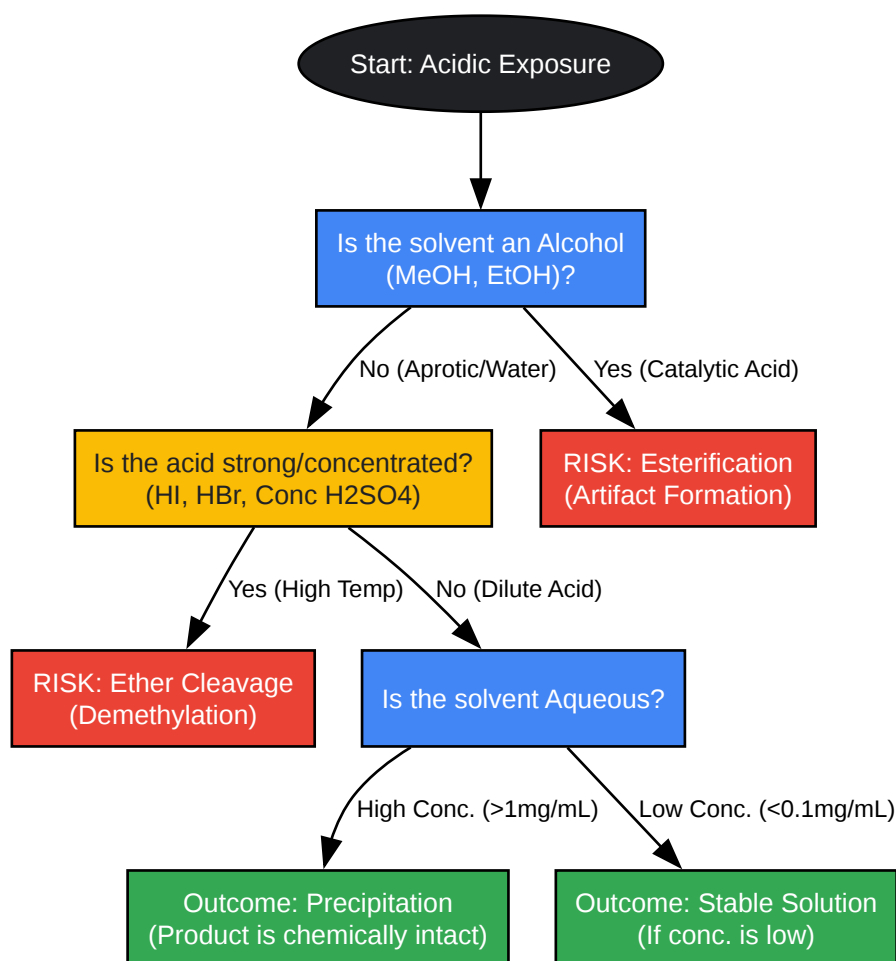 Start: Acidic Exposure
Is the solvent an Alcohol
(MeOH, EtOH)?
No (Aprotic/Water)
Yes (Catalytic Acid)
Is the acid strong/concentrated?
(HI, HBr, Conc H2SO4)
RISK: Esterification
(Artifact Formation)
Yes (High Temp)
No (Dilute Acid)
RISK: Ether Cleavage
(Demethylation)
Is the solvent Aqueous?
High Conc. (>1mg/mL)
Low Conc. (<0.1mg/mL)
Outcome: Precipitation
(Product is chemically intact)
Outcome: Stable Solution
(If conc. is low)